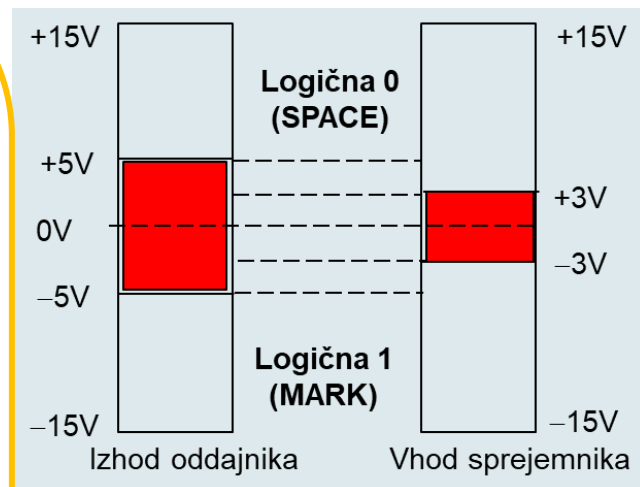 +15V
+15V
Logična 0
(SPACE)
+5V
+3V
0V
−3V
−5V
Logična 1
(MARK)
−15V
−15V
Izhod oddajnika
Vhod sprejemnika